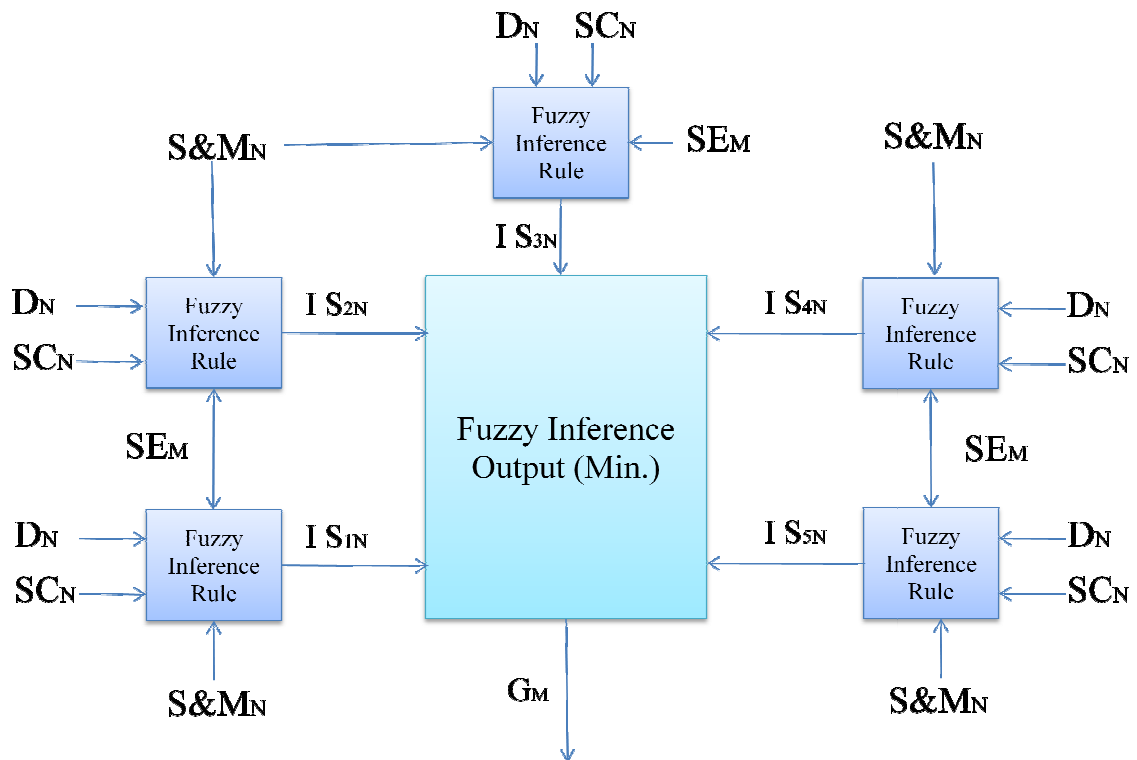 DN SCN
Fuzzy
Inference
Rule
S&MN
SEM
S&MN
I S3N
DN
SCN
Fuzzy
Inference
Rule
I S2N
I S4N
Fuzzy
Inference
Rule
DN
SCN
Fuzzy Inference
Output (Min.)
SEM
SEM
DN
SCN
Fuzzy
Inference
Rule
I S1N
I S5N
Fuzzy
Inference
Rule
DN
SCN
S&MN
GM
S&MN